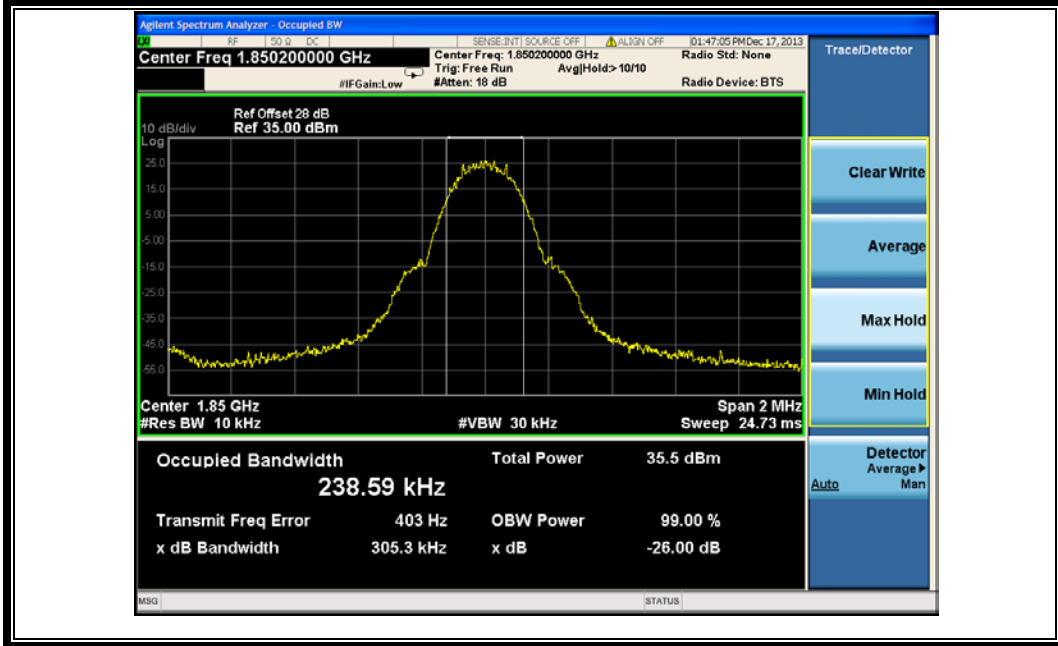 Agilent Spectrum Analyzer - Occupied BW
RF 50 Ω DC SENSE:INT SOURCE OFF ALIGN OFF 01:47:05 PM Dec 17, 2013
Center Freq 1.850200000 GHz
Center Freq: 1.850200000 GHz
Radio Std: None
Trig: Free Run Avg|Hold:> 10/10
#IFGain:Low
#Atten: 18 dB
Radio Device: BTS
Trace/Detector
Ref Offset 28 dB
10 dB/div Ref 35.00 dBm
Log
25.0
15.0
5.00
-5.00
-15.0
-25.0
-35.0
-45.0
-55.0
Center 1.85 GHz Span 2 MHz
#Res BW 10 kHz #VBW 30 kHz Sweep 24.73 ms
Clear Write
Average
Max Hold
Min Hold
Detector
Average
Auto Man
Occupied Bandwidth Total Power 35.5 dBm
238.59 kHz
Transmit Freq Error 403 Hz OBW Power 99.00 %
x dB Bandwidth 305.3 kHz x dB -26.00 dB
MSG STATUS